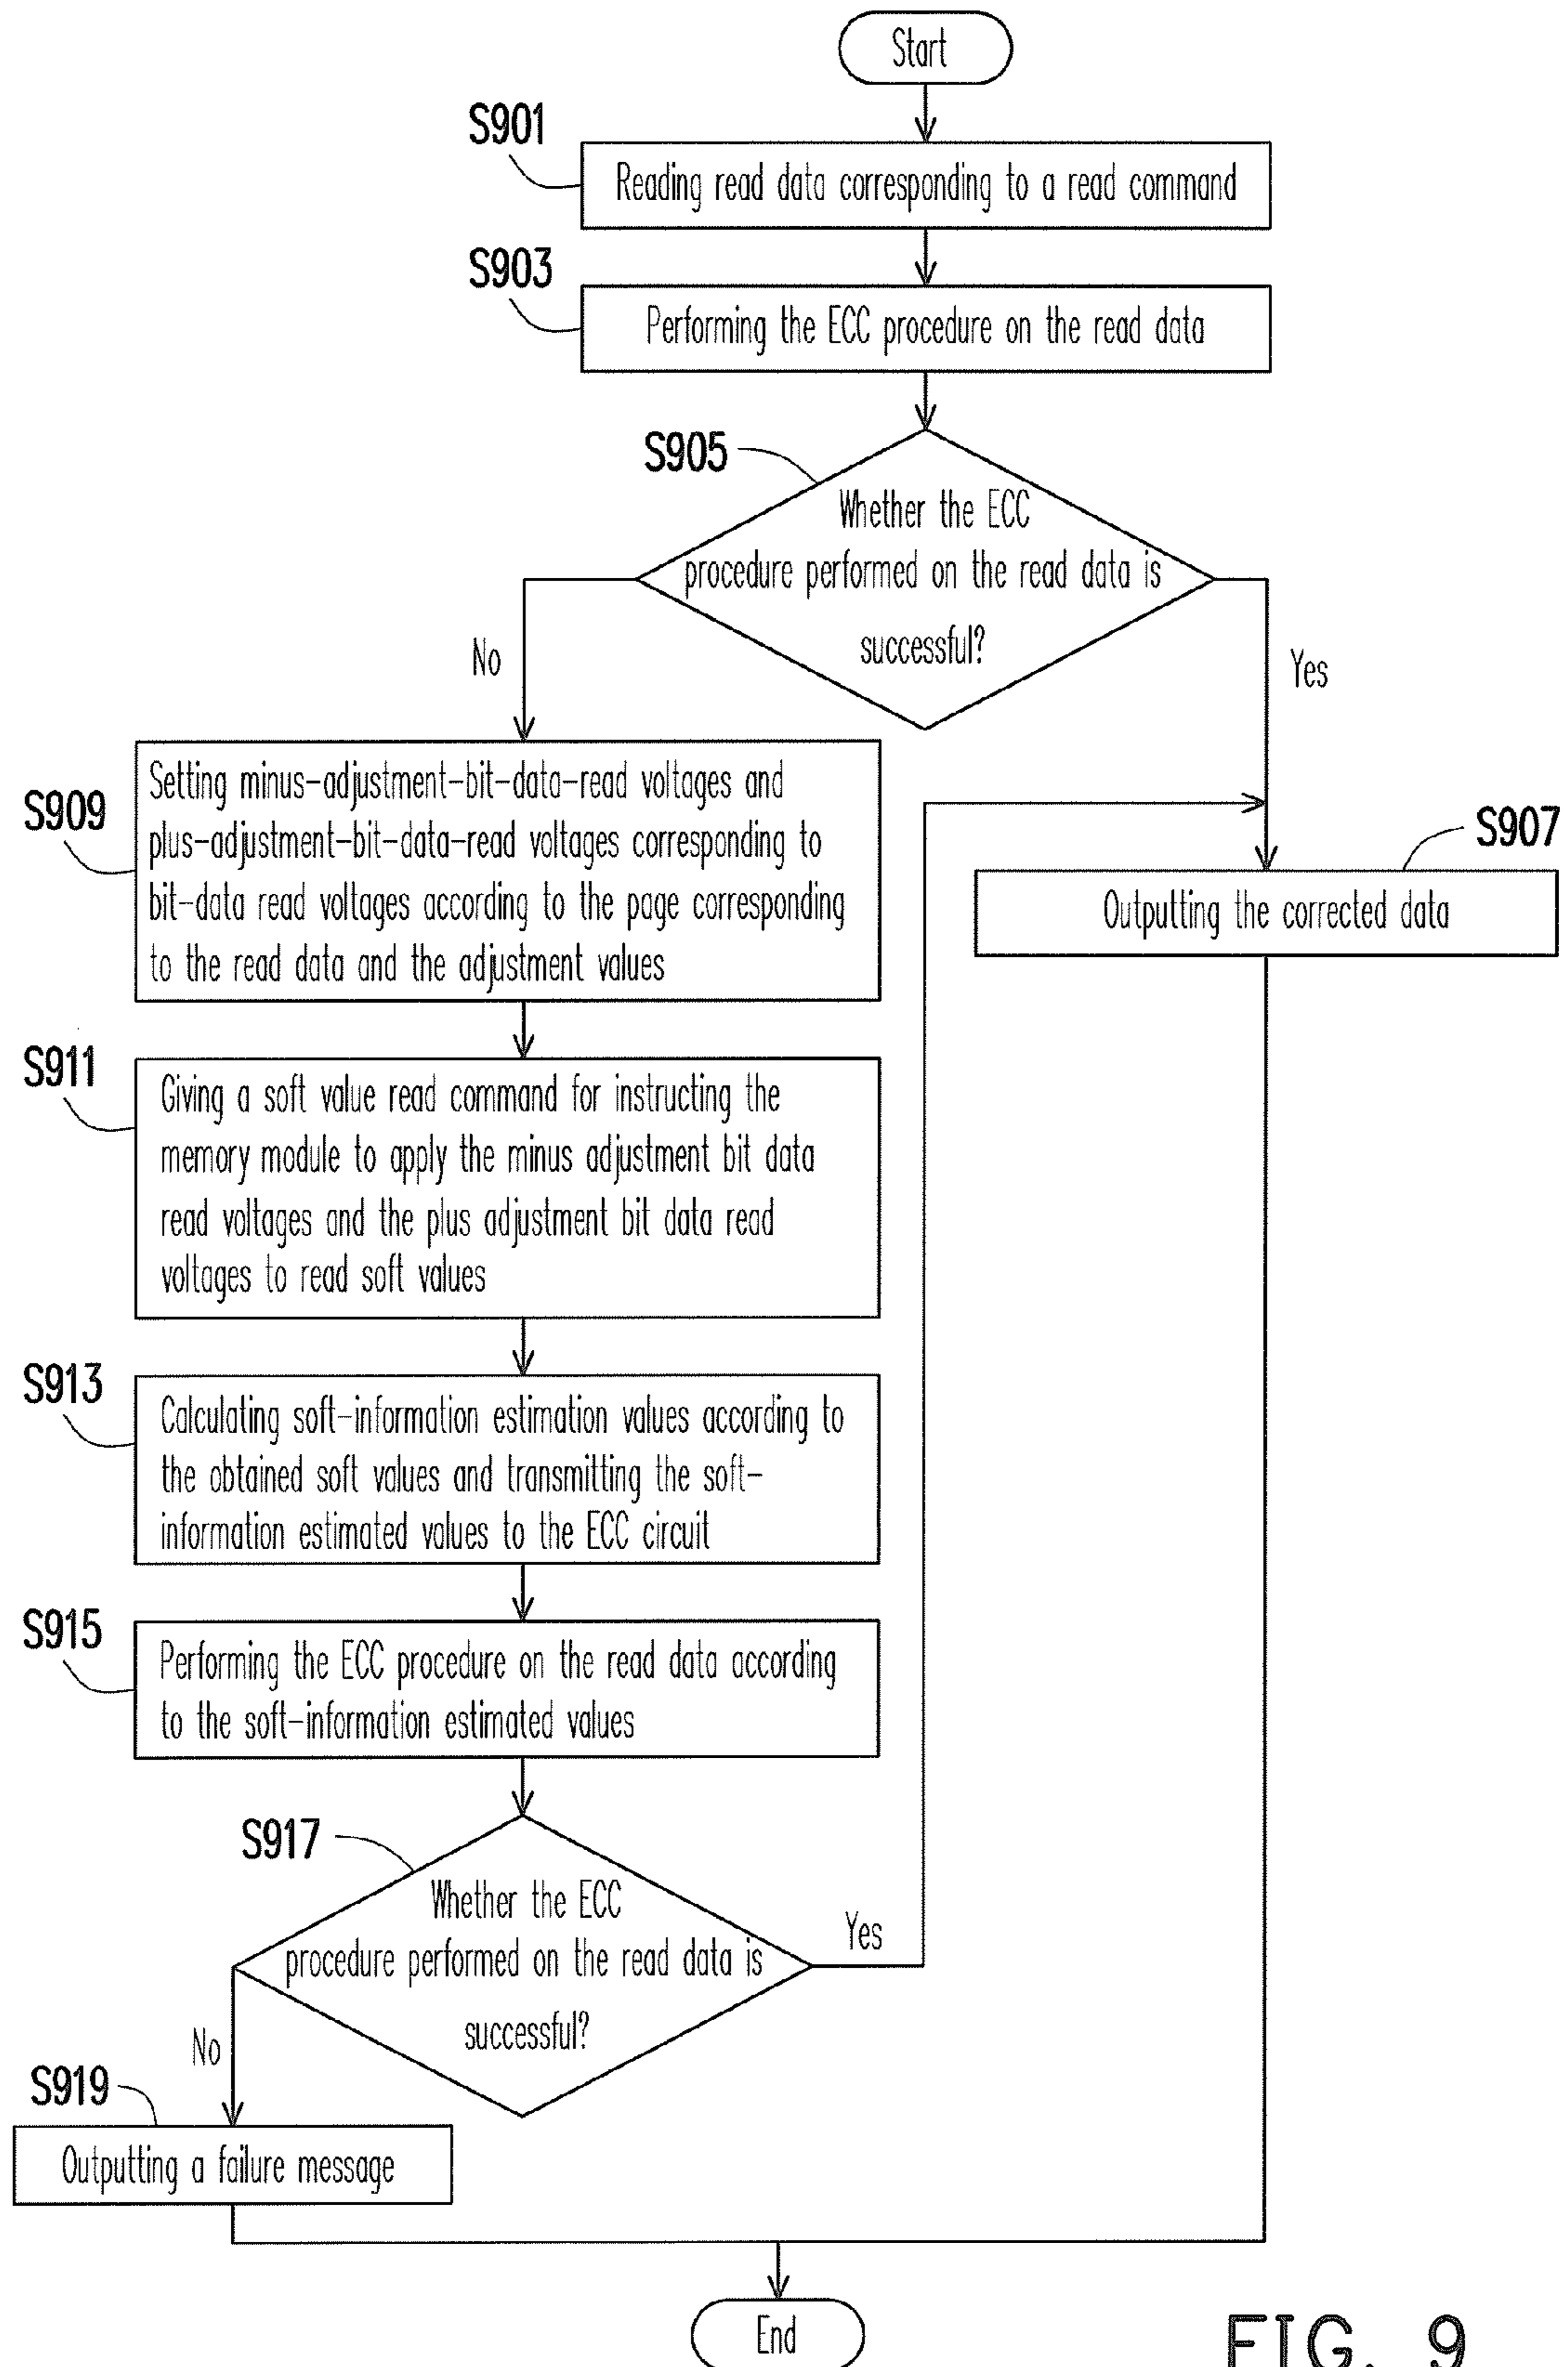 Start
S901
Reading read data corresponding to a read command
S903
Performing the ECC procedure on the read data
S905
Whether the ECC
procedure performed on the read data is
successful?
No
Yes
S909
Setting minus-adjustment-bit-data-read voltages and
plus-adjustment-bit-data-read voltages corresponding to
bit-data read voltages according to the page corresponding
to the read data and the adjustment values
S907
Outputting the corrected data
S911
Giving a soft value read command for instructing the
memory module to apply the minus adjustment bit data
read voltages and the plus adjustment bit data read
voltages to read soft values
S913
Calculating soft-information estimation values according to
the obtained soft values and transmitting the soft-
information estimated values to the ECC circuit
S915
Performing the ECC procedure on the read data according
to the soft-information estimated values
S917
Whether the ECC
procedure performed on the read data is
successful?
Yes
No
S919
Outputting a failure message
End
FIG. 9